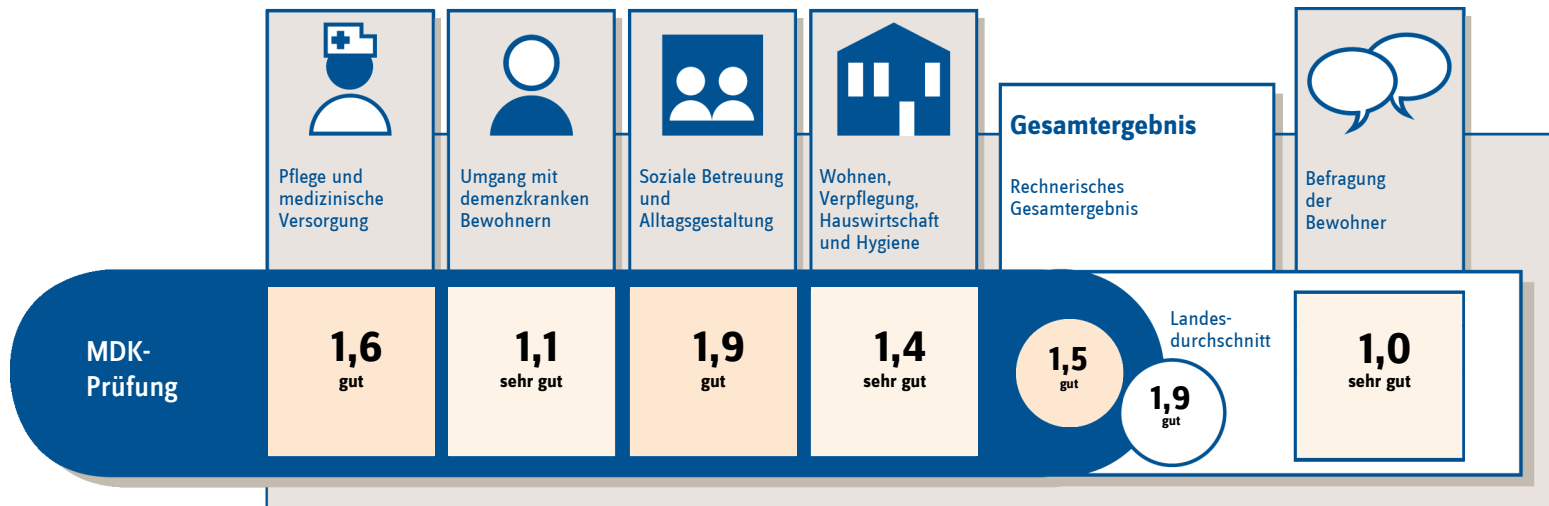 Pflege und
medizinische
Versorgung
Umgang mit
demenzkranken
Bewohnern
Soziale Betreuung
und
Alltagsgestaltung
Wohnen,
Verpflegung,
Hauswirtschaft
und Hygiene
Gesamtergebnis
Rechnerisches
Gesamtergebnis
Befragung
der
Bewohner
MDK-
Prüfung
1,6
gut
1,1
sehr gut
1,9
gut
1,4
sehr gut
1,5
gut
Landes-
durchschnitt
1,9
gut
1,0
sehr gut